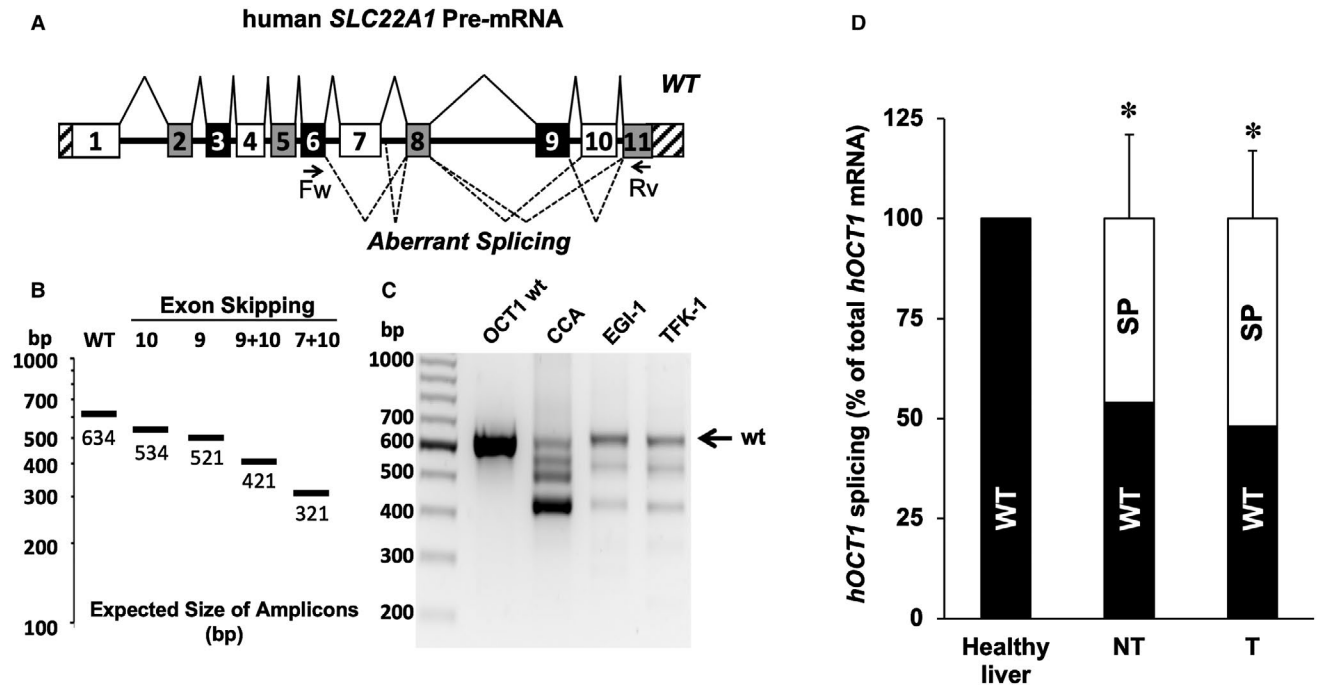 A
human SLC22A1 Pre-mRNA
WT
1 2 3 4 5 6 7 8 9 10 11
Fw Rv
Aberrant Splicing
B
Exon Skipping
bp WT 10 9 9+10 7+10
1000
700
500
400
300
200
100
634
534
521
421
321
Expected Size of Amplicons
(bp)
C
bp
OCT1 wt
CCA
EGI-1
TFK-1
1000
700
600
500
400
300
200
wt
D
hOCT1 splicing (% of total hOCT1 mRNA)
125
100
75
50
25
0
* *
SP SP
WT WT WT
Healthy
liver
NT
T